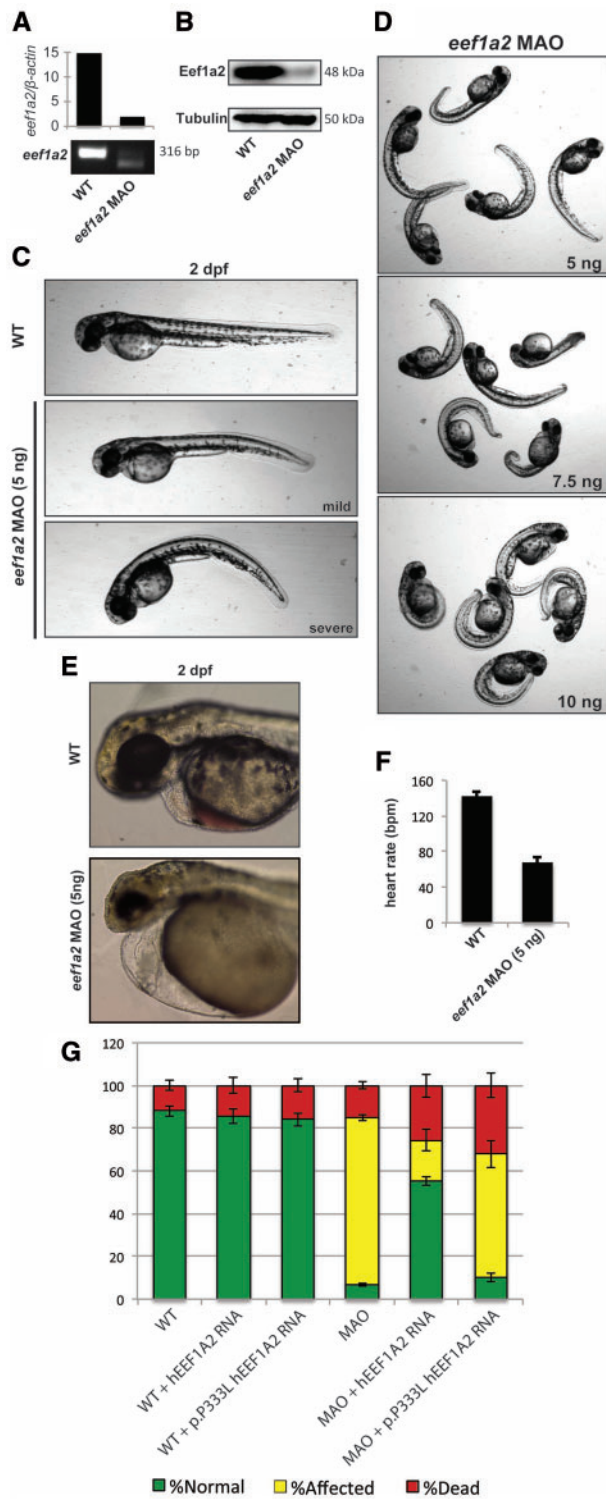 A
eef1a2/β-actin
15
10
5
0
eef1a2
316 bp
WT
eef1a2 MAO
B
Eef1a2
48 kDa
Tubulin
50 kDa
WT
eef1a2 MAO
C
2 dpf
WT
eef1a2 MAO (5 ng)
mild
severe
D
eef1a2 MAO
5 ng
7.5 ng
10 ng
E
2 dpf
WT
eef1a2 MAO (5ng)
F
heart rate (bpm)
160
120
80
40
0
WT
eef1a2 MAO (5 ng)
G
120
100
80
60
40
20
0
WT
WT + hEEF1A2 RNA
WT + p.P333L hEEF1A2 RNA
MAO
MAO + hEEF1A2 RNA
MAO + p.P333L hEEF1A2 RNA
%Normal
%Affected
%Dead